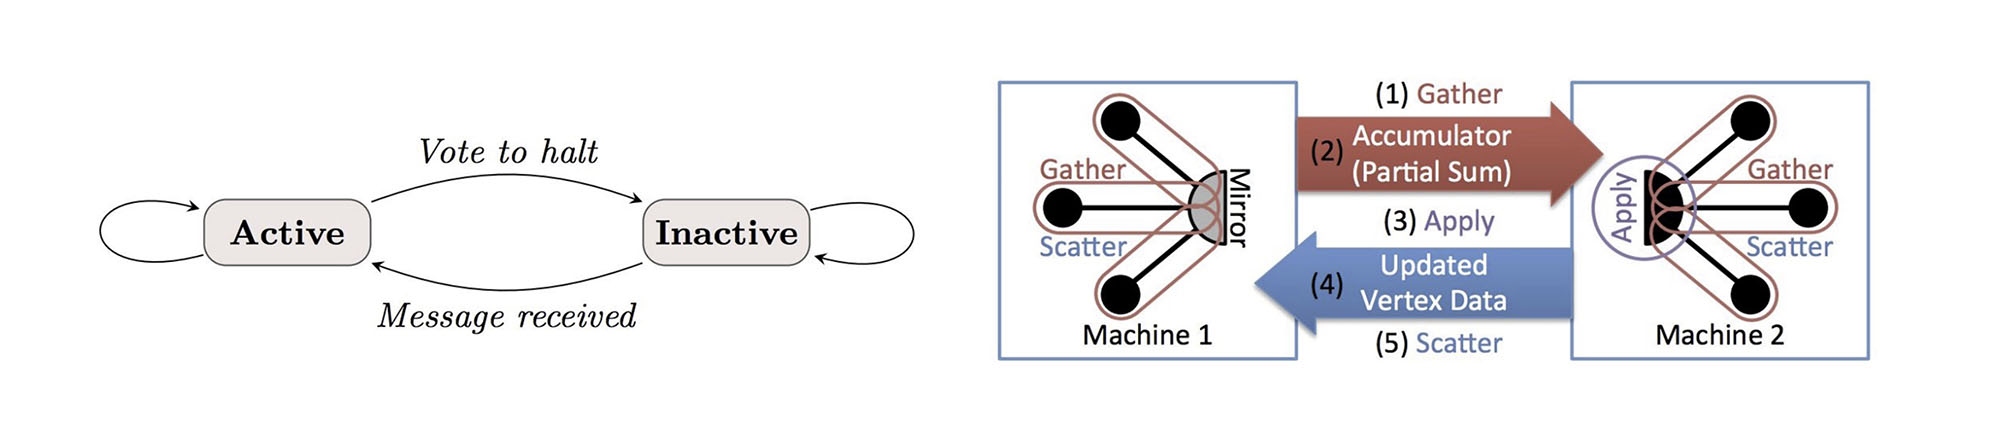 Vote to halt
Active
Inactive
Message received
Gather
Scatter
Mirror
Machine 1
(1) Gather
(2) Accumulator
(Partial Sum)
(3) Apply
(4) Updated
Vertex Data
(5) Scatter
Apply
Gather
Scatter
Machine 2